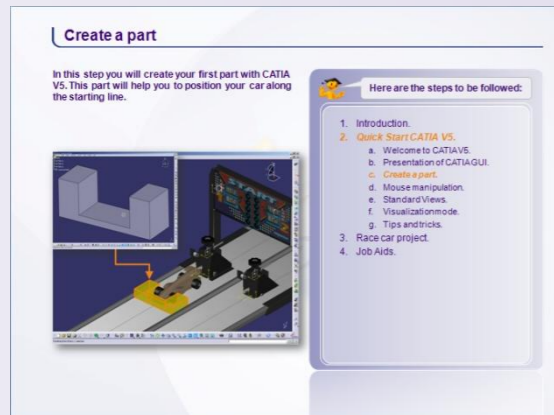 Create a part
In this step you will create your first part with CATIA
V5. This part will help you to position your car along
the starting line.
Here are the steps to be followed:
1. Introduction.
2. Quick Start CATIA V5.
a. Welcome to CATIA V5.
b. Presentation of CATIA GUI.
c. Create a part.
d. Mouse manipulation.
e. Standard Views.
f. Visualization mode.
g. Tips and tricks.
3. Race car project.
4. Job Aids.
START